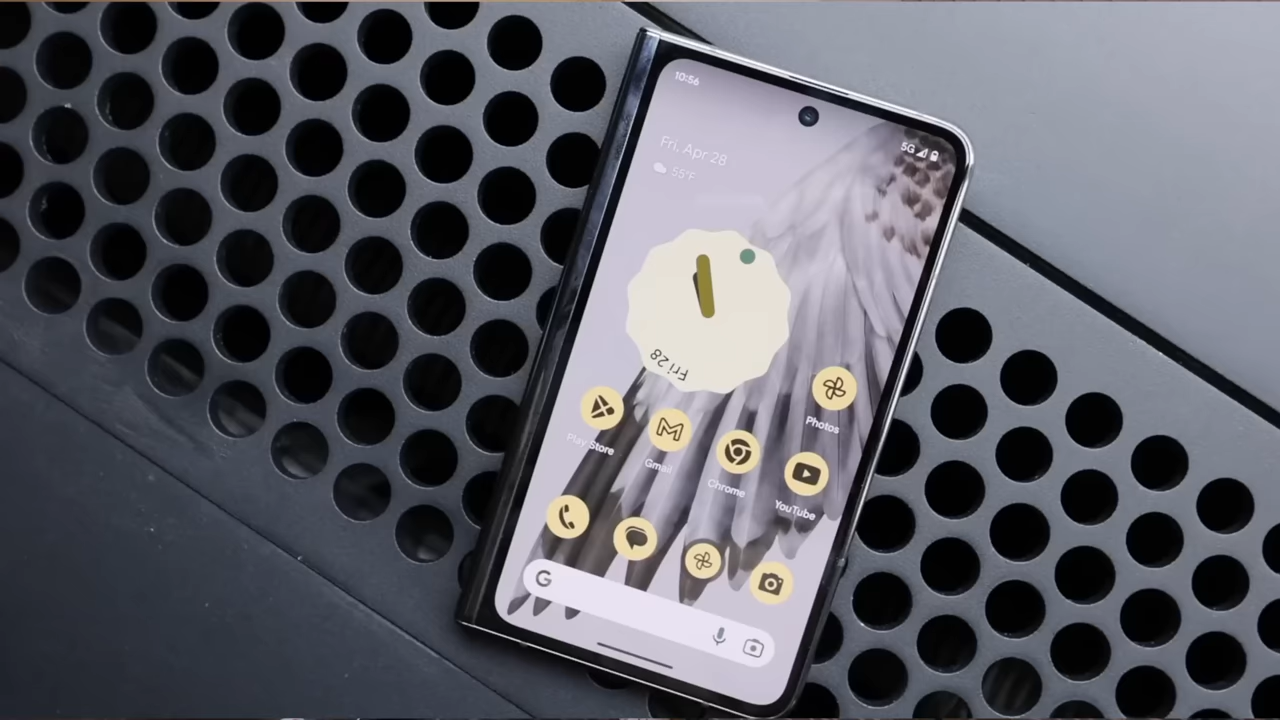 10:56
5G
Fri, Apr 28
55°F
Fri 28
Photos
Play Store
Gmail
Chrome
YouTube
G